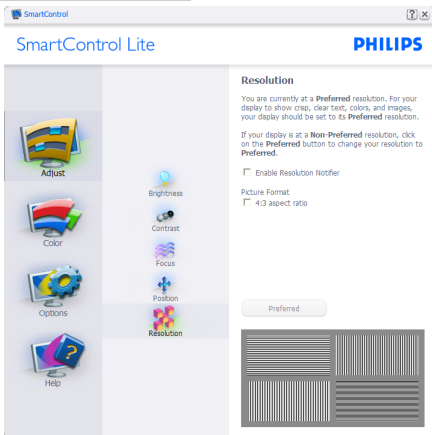 SmartControl
SmartControl Lite
PHILIPS
Adjust
Color
Options
Help
Brightness
Contrast
Focus
Position
Resolution
Resolution
You are currently at a Preferred resolution. For your
display to show crisp, clear text, colors, and images,
your display should be set to its Preferred resolution.
If your display is at a Non-Preferred resolution, click
on the Preferred button to change your resolution to
Preferred.
Enable Resolution Notifier
Picture Format
4:3 aspect ratio
Preferred